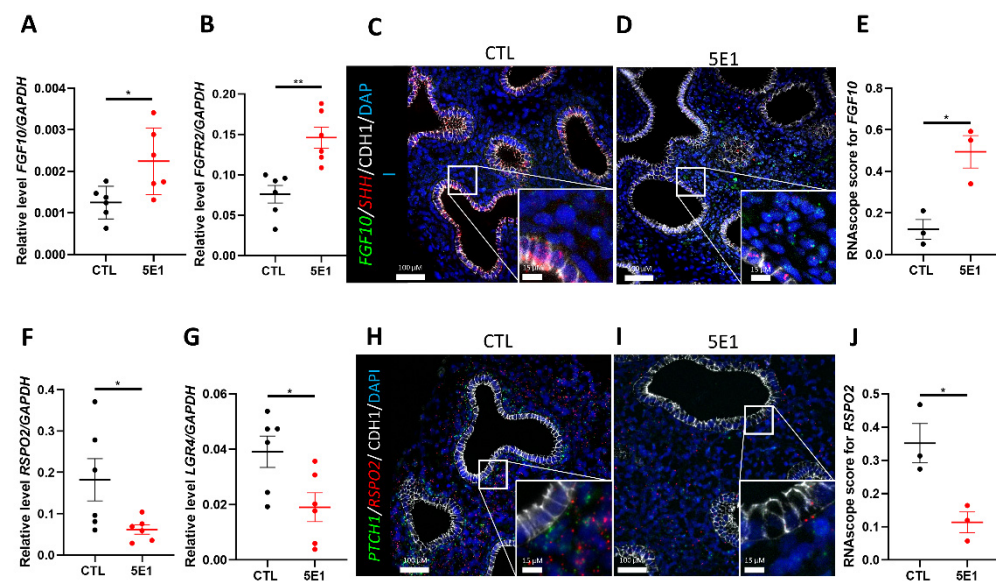 A
Relative level FGF10/GAPDH
0.004
0.003
0.002
0.001
0.000
*
CTL
5E1
B
Relative level FGFR2/GAPDH
0.20
0.15
0.10
0.05
0.00
**
CTL
5E1
C
CTL
FGF10/SHH/CDH1/DAP
I
100 µM
15 µM
D
5E1
100 µM
15 µM
E
RNAscope score for FGF10
0.8
0.6
0.4
0.2
0.0
*
CTL
5E1
F
Relative level RSPO2/GAPDH
0.4
0.3
0.2
0.1
0.0
*
CTL
5E1
G
Relative level LGR4/GAPDH
0.06
0.04
0.02
0.00
*
CTL
5E1
H
CTL
PTCH1/RSPO2/ CDH1/DAPI
100 µM
15 µM
I
5E1
100 µM
15 µM
J
RNAscope score for RSPO2
0.5
0.4
0.3
0.2
0.1
0.0
*
CTL
5E1